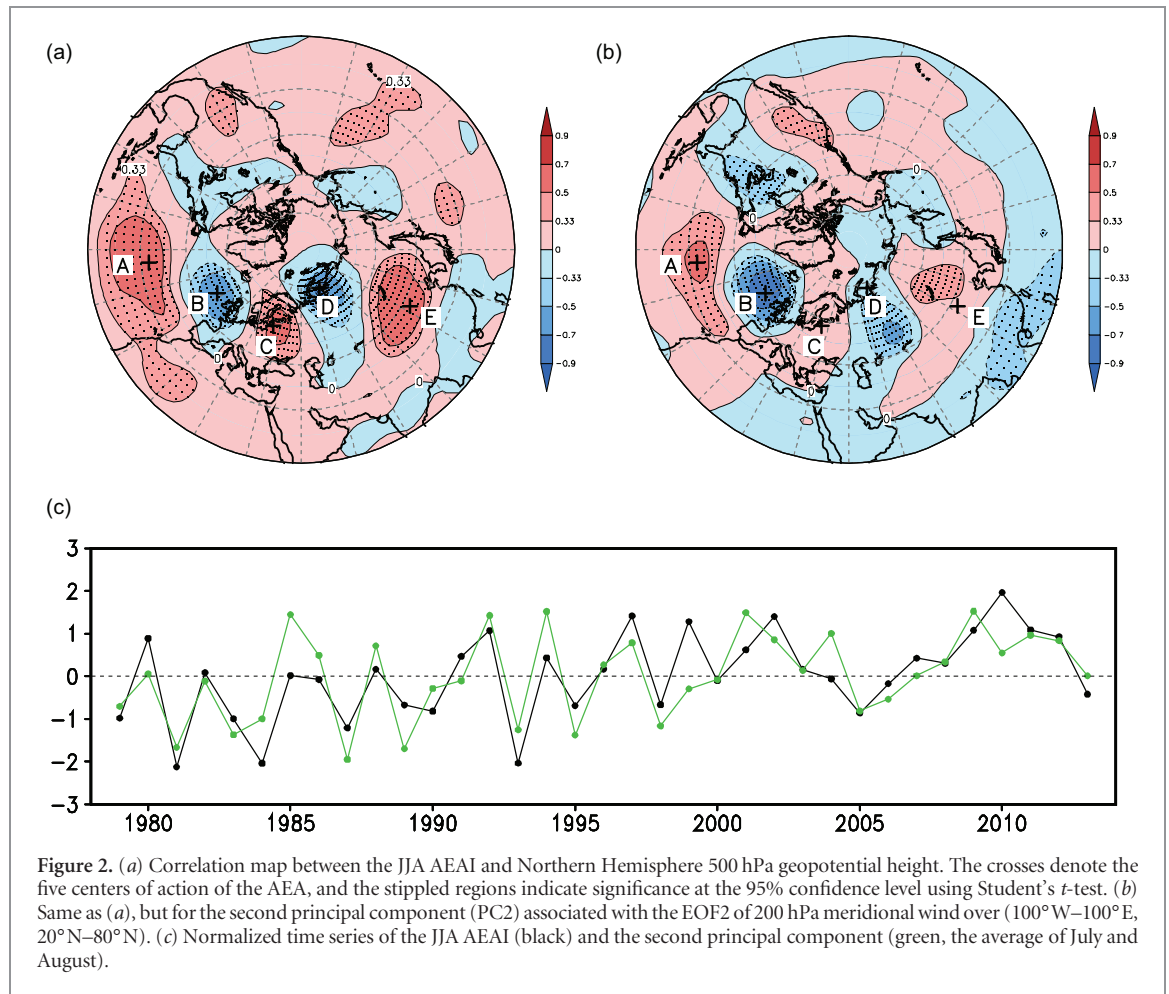 (a)
(b)
0.33
0.33
A
B
C
D
E
0
0
0
0.9
0.7
0.5
0.33
0
−0.33
−0.5
−0.7
−0.9
A
B
C
D
E
0
0
0
0
0.9
0.7
0.5
0.33
0
−0.33
−0.5
−0.7
−0.9
(c)
3
2
1
0
−1
−2
−3
1980 1985 1990 1995 2000 2005 2010
Figure 2. (a) Correlation map between the JJA AEAI and Northern Hemisphere 500 hPa geopotential height. The crosses denote the
five centers of action of the AEA, and the stippled regions indicate significance at the 95% confidence level using Student's t-test. (b)
Same as (a), but for the second principal component (PC2) associated with the EOF2 of 200 hPa meridional wind over (100°W–100°E,
20°N–80°N). (c) Normalized time series of the JJA AEAI (black) and the second principal component (green, the average of July and
August).